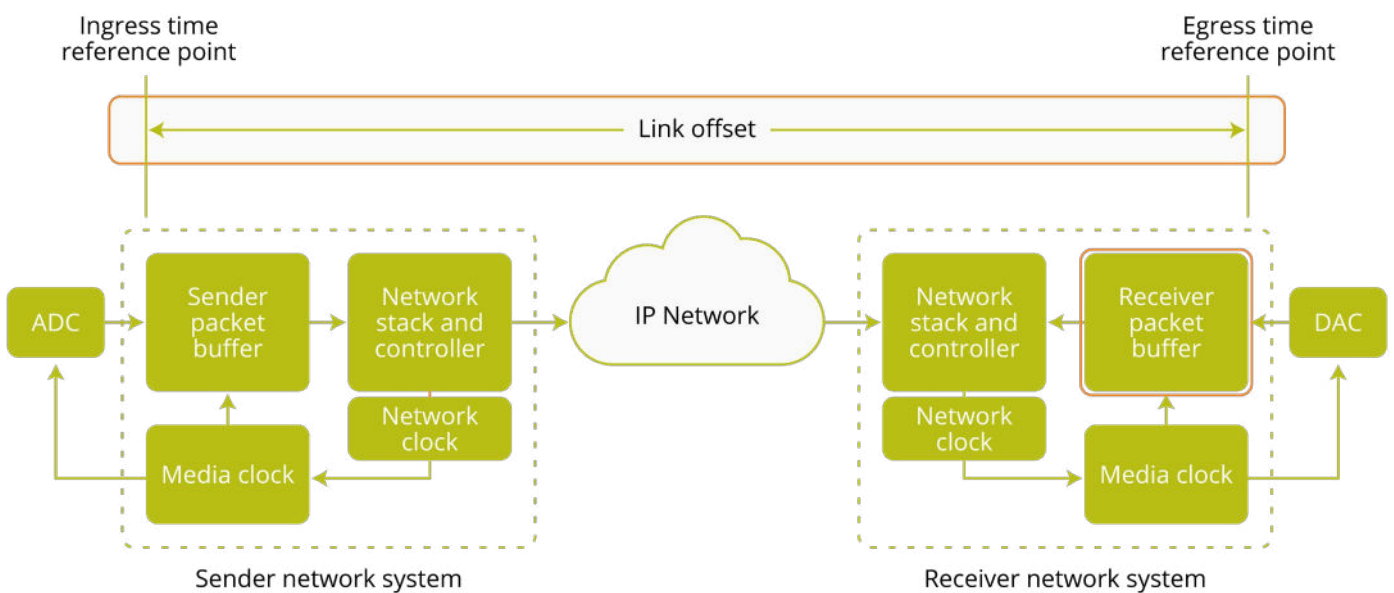 Ingress time
reference point
Egress time
reference point
Link offset
ADC
Sender
packet
buffer
Network
stack and
controller
IP Network
Network
stack and
controller
Receiver
packet
buffer
DAC
Media clock
Network
clock
Network
clock
Media clock
Sender network system
Receiver network system